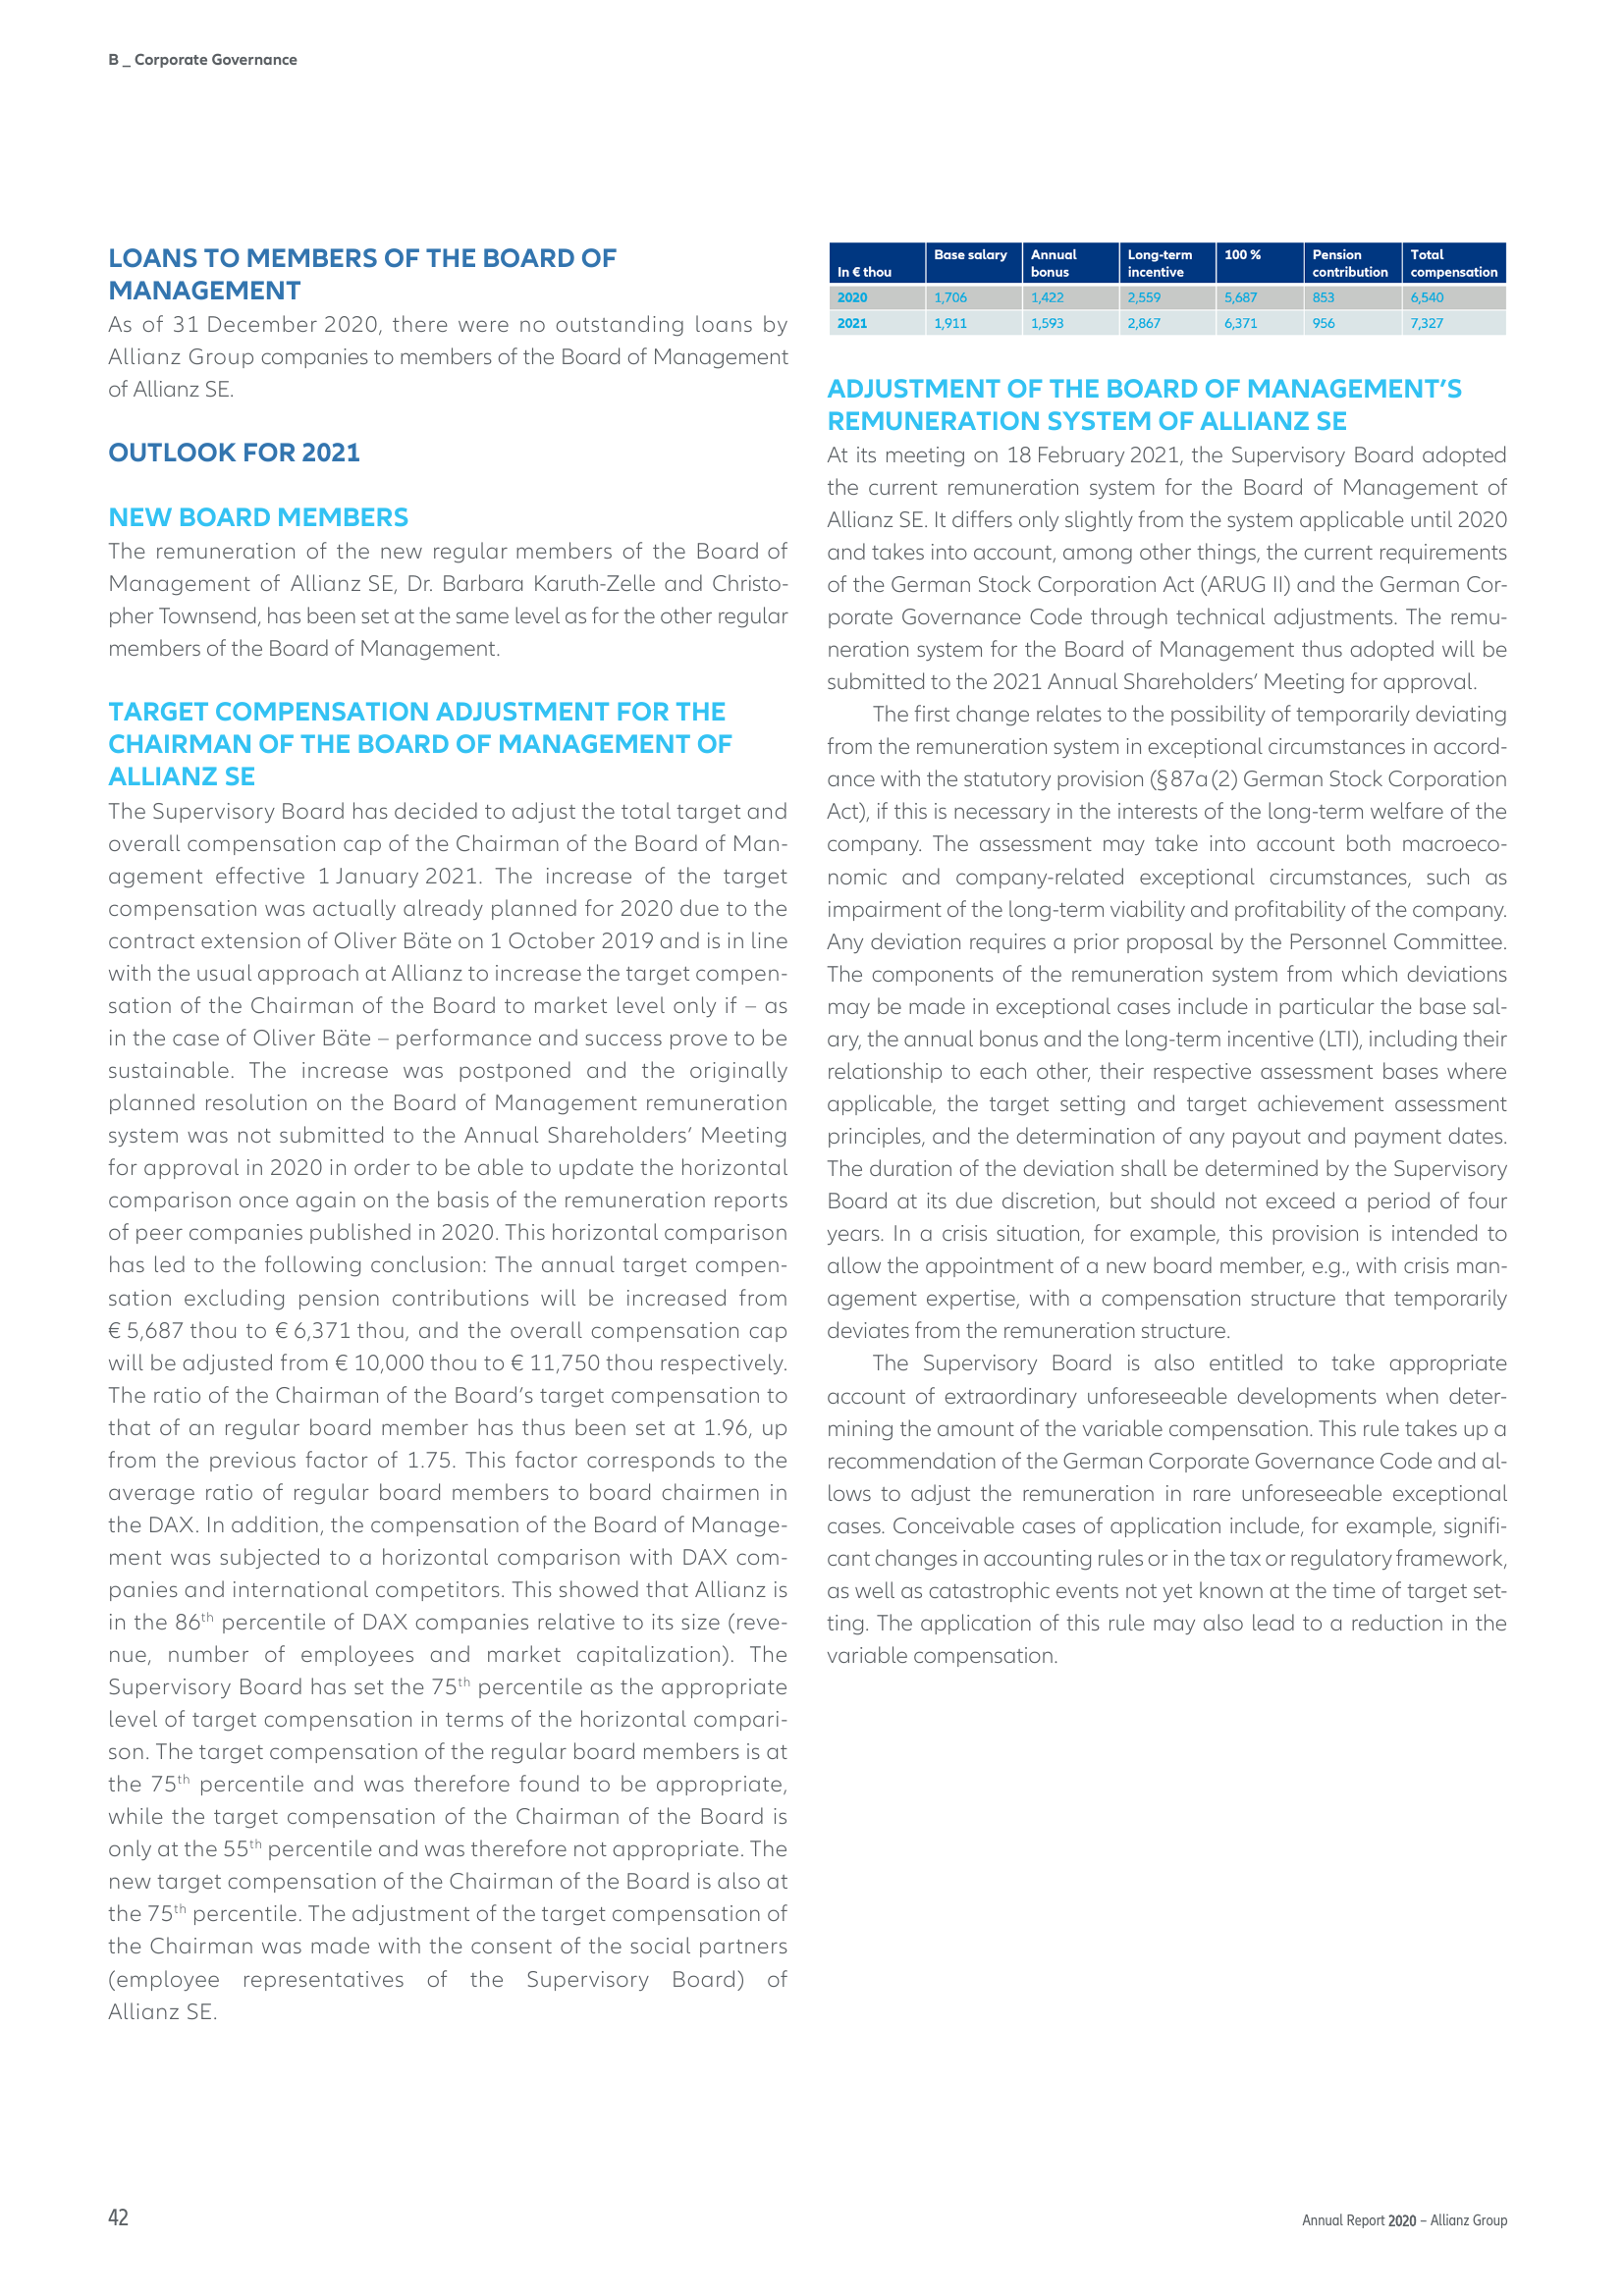 B _ Corporate Governance
LOANS TO MEMBERS OF THE BOARD OF
MANAGEMENT
As of 31 December 2020, there were no outstanding loans by
Allianz Group companies to members of the Board of Management
of Allianz SE.
OUTLOOK FOR 2021
NEW BOARD MEMBERS
The remuneration of the new regular members of the Board of
Management of Allianz SE, Dr. Barbara Karuth-Zelle and Christo-
pher Townsend, has been set at the same level as for the other regular
members of the Board of Management.
TARGET COMPENSATION ADJUSTMENT FOR THE
CHAIRMAN OF THE BOARD OF MANAGEMENT OF
ALLIANZ SE
The Supervisory Board has decided to adjust the total target and
overall compensation cap of the Chairman of the Board of Man-
agement effective 1 January 2021. The increase of the target
compensation was actually already planned for 2020 due to the
contract extension of Oliver Bäte on 1 October 2019 and is in line
with the usual approach at Allianz to increase the target compen-
sation of the Chairman of the Board to market level only if – as
in the case of Oliver Bäte – performance and success prove to be
sustainable. The increase was postponed and the originally
planned resolution on the Board of Management remuneration
system was not submitted to the Annual Shareholders’ Meeting
for approval in 2020 in order to be able to update the horizontal
comparison once again on the basis of the remuneration reports
of peer companies published in 2020. This horizontal comparison
has led to the following conclusion: The annual target compen-
sation excluding pension contributions will be increased from
€ 5,687 thou to € 6,371 thou, and the overall compensation cap
will be adjusted from € 10,000 thou to € 11,750 thou respectively.
The ratio of the Chairman of the Board’s target compensation to
that of an regular board member has thus been set at 1.96, up
from the previous factor of 1.75. This factor corresponds to the
average ratio of regular board members to board chairmen in
the DAX. In addition, the compensation of the Board of Manage-
ment was subjected to a horizontal comparison with DAX com-
panies and international competitors. This showed that Allianz is
in the 86th percentile of DAX companies relative to its size (reve-
nue, number of employees and market capitalization). The
Supervisory Board has set the 75th percentile as the appropriate
level of target compensation in terms of the horizontal compari-
son. The target compensation of the regular board members is at
the 75th percentile and was therefore found to be appropriate,
while the target compensation of the Chairman of the Board is
only at the 55th percentile and was therefore not appropriate. The
new target compensation of the Chairman of the Board is also at
the 75th percentile. The adjustment of the target compensation of
the Chairman was made with the consent of the social partners
(employee representatives of the Supervisory Board) of
Allianz SE.
In € thou Base salary Annual bonus Long-term incentive 100 % Pension contribution Total compensation
2020 1,706 1,422 2,559 5,687 853 6,540
2021 1,911 1,593 2,867 6,371 956 7,327
ADJUSTMENT OF THE BOARD OF MANAGEMENT’S
REMUNERATION SYSTEM OF ALLIANZ SE
At its meeting on 18 February 2021, the Supervisory Board adopted
the current remuneration system for the Board of Management of
Allianz SE. It differs only slightly from the system applicable until 2020
and takes into account, among other things, the current requirements
of the German Stock Corporation Act (ARUG II) and the German Cor-
porate Governance Code through technical adjustments. The remu-
neration system for the Board of Management thus adopted will be
submitted to the 2021 Annual Shareholders’ Meeting for approval.
The first change relates to the possibility of temporarily deviating
from the remuneration system in exceptional circumstances in accord-
ance with the statutory provision (§ 87a (2) German Stock Corporation
Act), if this is necessary in the interests of the long-term welfare of the
company. The assessment may take into account both macroeco-
nomic and company-related exceptional circumstances, such as
impairment of the long-term viability and profitability of the company.
Any deviation requires a prior proposal by the Personnel Committee.
The components of the remuneration system from which deviations
may be made in exceptional cases include in particular the base sal-
ary, the annual bonus and the long-term incentive (LTI), including their
relationship to each other, their respective assessment bases where
applicable, the target setting and target achievement assessment
principles, and the determination of any payout and payment dates.
The duration of the deviation shall be determined by the Supervisory
Board at its due discretion, but should not exceed a period of four
years. In a crisis situation, for example, this provision is intended to
allow the appointment of a new board member, e.g., with crisis man-
agement expertise, with a compensation structure that temporarily
deviates from the remuneration structure.
The Supervisory Board is also entitled to take appropriate
account of extraordinary unforeseeable developments when deter-
mining the amount of the variable compensation. This rule takes up a
recommendation of the German Corporate Governance Code and al-
lows to adjust the remuneration in rare unforeseeable exceptional
cases. Conceivable cases of application include, for example, signifi-
cant changes in accounting rules or in the tax or regulatory framework,
as well as catastrophic events not yet known at the time of target set-
ting. The application of this rule may also lead to a reduction in the
variable compensation.
42
Annual Report 2020 – Allianz Group